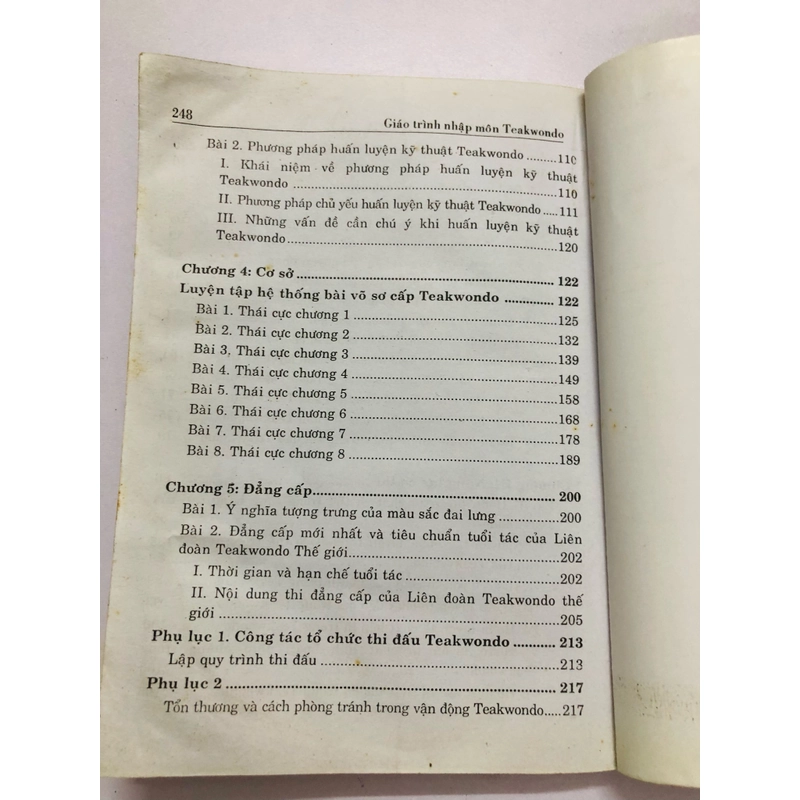 248
Giáo trình nhập môn Teakwondo
Bài 2. Phương pháp huấn luyện kỹ thuật Teakwondo .........110
I. Khái niệm về phương pháp huấn luyện kỹ thuật
Teakwondo ..........................................................110
II. Phương pháp chủ yếu huấn luyện kỹ thuật Teakwondo .....111
III. Những vấn đề cần chú ý khi huấn luyện kỹ thuật
Teakwondo..........................................................120
Chương 4: Cơ sở ..........................................................122
Luyện tập hệ thống bài võ sơ cấp Teakwondo ..............122
Bài 1. Thái cực chương 1 ..............................................125
Bài 2. Thái cực chương 2 ..............................................132
Bài 3. Thái cực chương 3 ..............................................139
Bài 4. Thái cực chương 4 ..............................................149
Bài 5. Thái cực chương 5 ..............................................158
Bài 6. Thái cực chương 6 ..............................................168
Bài 7. Thái cực chương 7 ..............................................178
Bài 8. Thái cực chương 8 ..............................................189
Chương 5: Đẳng cấp......................................................200
Bài 1. Ý nghĩa tượng trưng của màu sắc đai lưng ..............200
Bài 2. Đẳng cấp mới nhất và tiêu chuẩn tuổi tác của Liên
đoàn Teakwondo Thế giới..............................................202
I. Thời gian và hạn chế tuổi tác ....................................202
II. Nội dung thi đẳng cấp của Liên đoàn Teakwondo thế
giới ......................................................................205
Phụ lục 1. Công tác tổ chức thi đấu Teakwondo ...........213
Lập quy trình thi đấu ....................................................213
Phụ lục 2 ....................................................................217
Tổn thương và cách phòng tránh trong vận động Teakwondo.....217